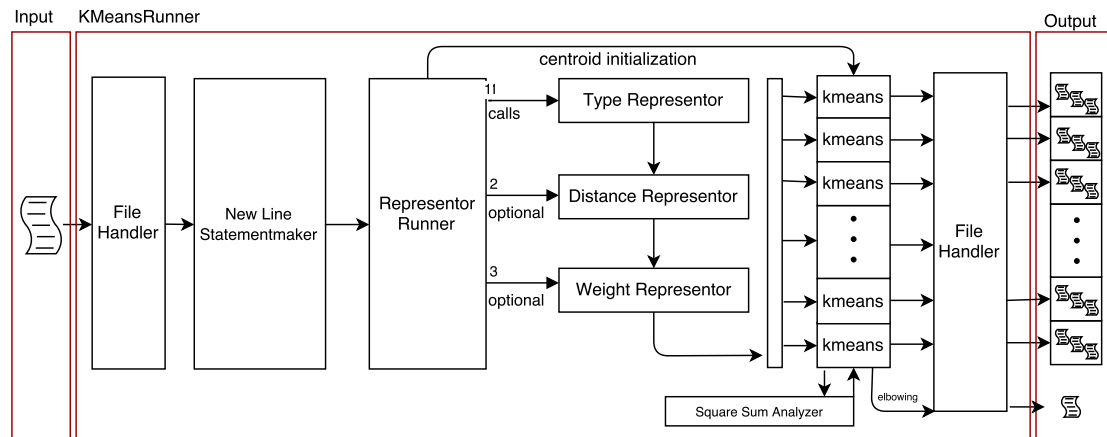 Input
KMeansRunner
Output
centroid initialization
File
Handler
New Line
Statementmaker
Representor
Runner
calls
Type Representor
2
optional
Distance Representor
3
optional
Weight Representor
kmeans
kmeans
kmeans
kmeans
kmeans
File
Handler
elbowing
Square Sum Analyzer